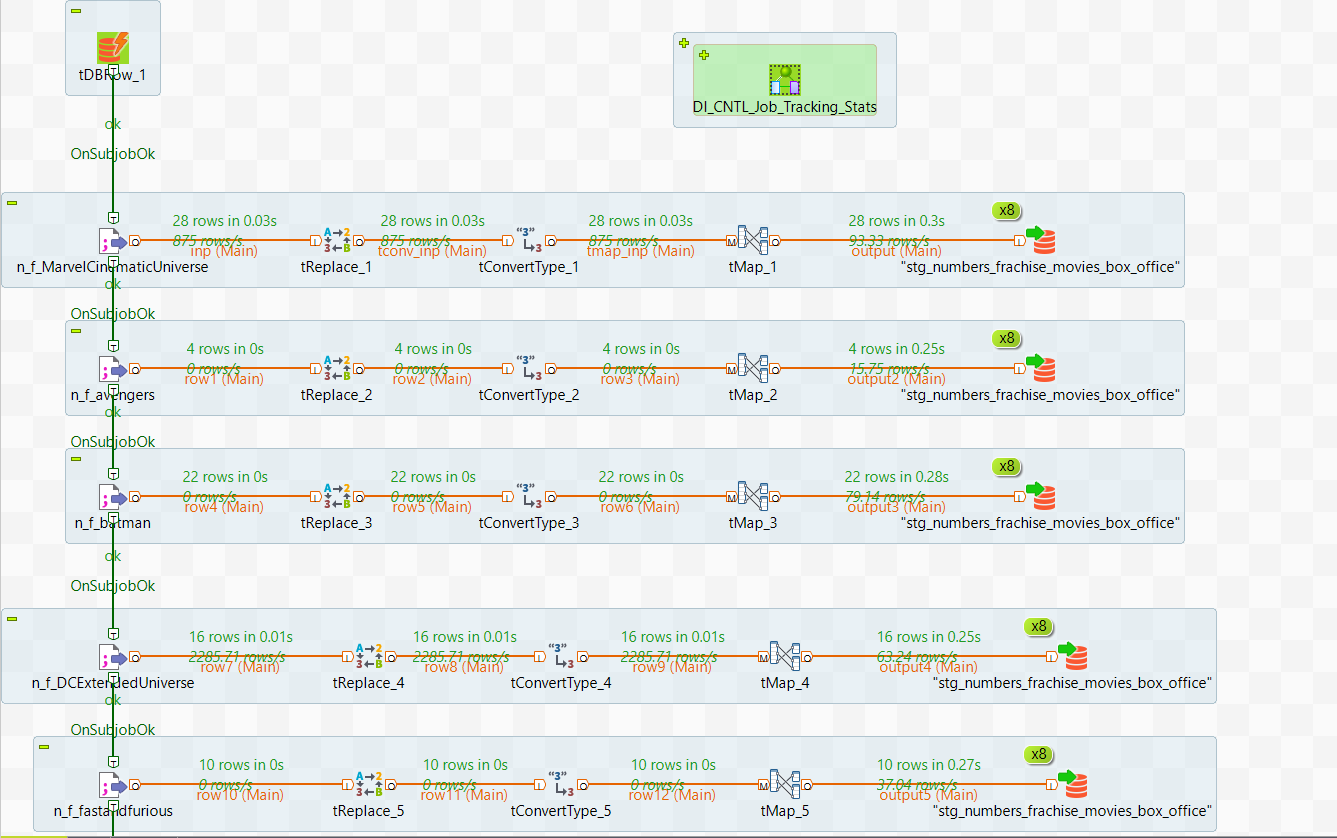 tDBRow_1
DI_CNTL_Job_Tracking_Stats
ok
OnSubjobOk
28 rows in 0.03s
875 rows/s
inp (Main)
28 rows in 0.03s
875 rows/s
tconv_inp (Main)
28 rows in 0.03s
875 rows/s
tmap_inp (Main)
28 rows in 0.3s
93.33 rows/s
output (Main)
x8
n_f_MarvelCinematicUniverse
tReplace_1
tConvertType_1
tMap_1
"stg_numbers_frachise_movies_box_office"
ok
OnSubjobOk
4 rows in 0s
0 rows/s
row1 (Main)
4 rows in 0s
0 rows/s
row2 (Main)
4 rows in 0s
0 rows/s
row3 (Main)
4 rows in 0.25s
15.75 rows/s
output2 (Main)
x8
n_f_avengers
tReplace_2
tConvertType_2
tMap_2
"stg_numbers_frachise_movies_box_office"
ok
OnSubjobOk
22 rows in 0s
0 rows/s
row4 (Main)
22 rows in 0s
0 rows/s
row5 (Main)
22 rows in 0s
0 rows/s
row6 (Main)
22 rows in 0.28s
79.14 rows/s
output3 (Main)
x8
n_f_batman
tReplace_3
tConvertType_3
tMap_3
"stg_numbers_frachise_movies_box_office"
ok
OnSubjobOk
16 rows in 0.01s
2285.71 rows/s
row7 (Main)
16 rows in 0.01s
2285.71 rows/s
row8 (Main)
16 rows in 0.01s
2285.71 rows/s
row9 (Main)
16 rows in 0.25s
63.24 rows/s
output4 (Main)
x8
n_f_DCExtendedUniverse
tReplace_4
tConvertType_4
tMap_4
"stg_numbers_frachise_movies_box_office"
ok
OnSubjobOk
10 rows in 0s
0 rows/s
row10 (Main)
10 rows in 0s
0 rows/s
row11 (Main)
10 rows in 0s
0 rows/s
row12 (Main)
10 rows in 0.27s
37.04 rows/s
output5 (Main)
x8
n_f_fastandfurious
tReplace_5
tConvertType_5
tMap_5
"stg_numbers_frachise_movies_box_office"